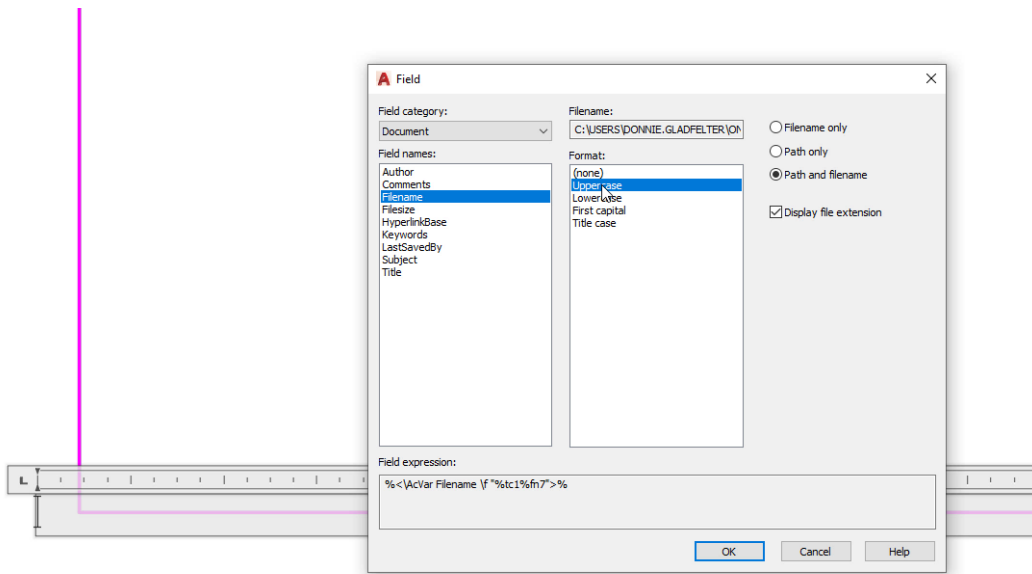 Field
Field category:
Document
Field names:
Author
Comments
Filename
Filesize
HyperlinkBase
Keywords
LastSavedBy
Subject
Title
Filename:
C:\USERS\DONNIE.GLADFELTER\ON
Format:
(none)
Uppercase
Lowercase
First capital
Title case
Filename only
Path only
Path and filename
Display file extension
Field expression:
%<\AcVar Filename \f "%tc1%fn7">%
OK
Cancel
Help